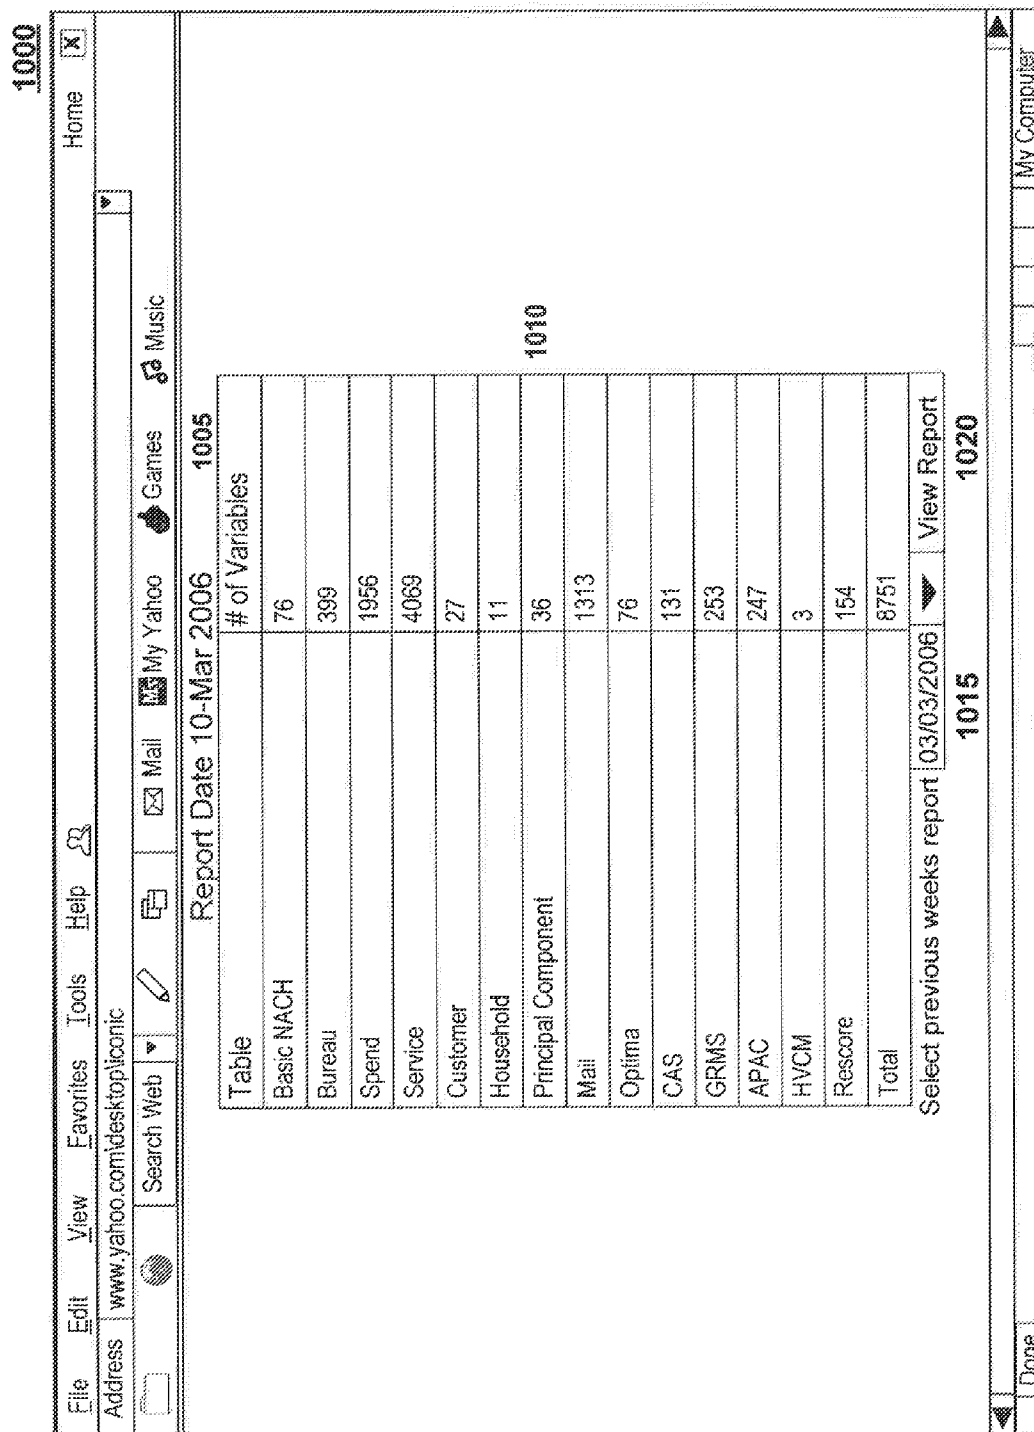 1000
File Edit View Favorites Tools Help Home X
Address www.yahoo.com\desktop\iconic
Search Web Mail My My Yahoo Games Music
Report Date 10-Mar 2006 1005
Table # of Variables
Basic NACH 76
Bureau 399
Spend 1956
Service 4069
Customer 27
Household 11
Principal Component 36
1010
Mail 1313
Optima 76
CAS 131
GRMS 253
APAC 247
HVCM 3
Rescore 154
Total 8751
Select previous weeks report 03/03/2006 View Report
1015 1020
Done My Computer